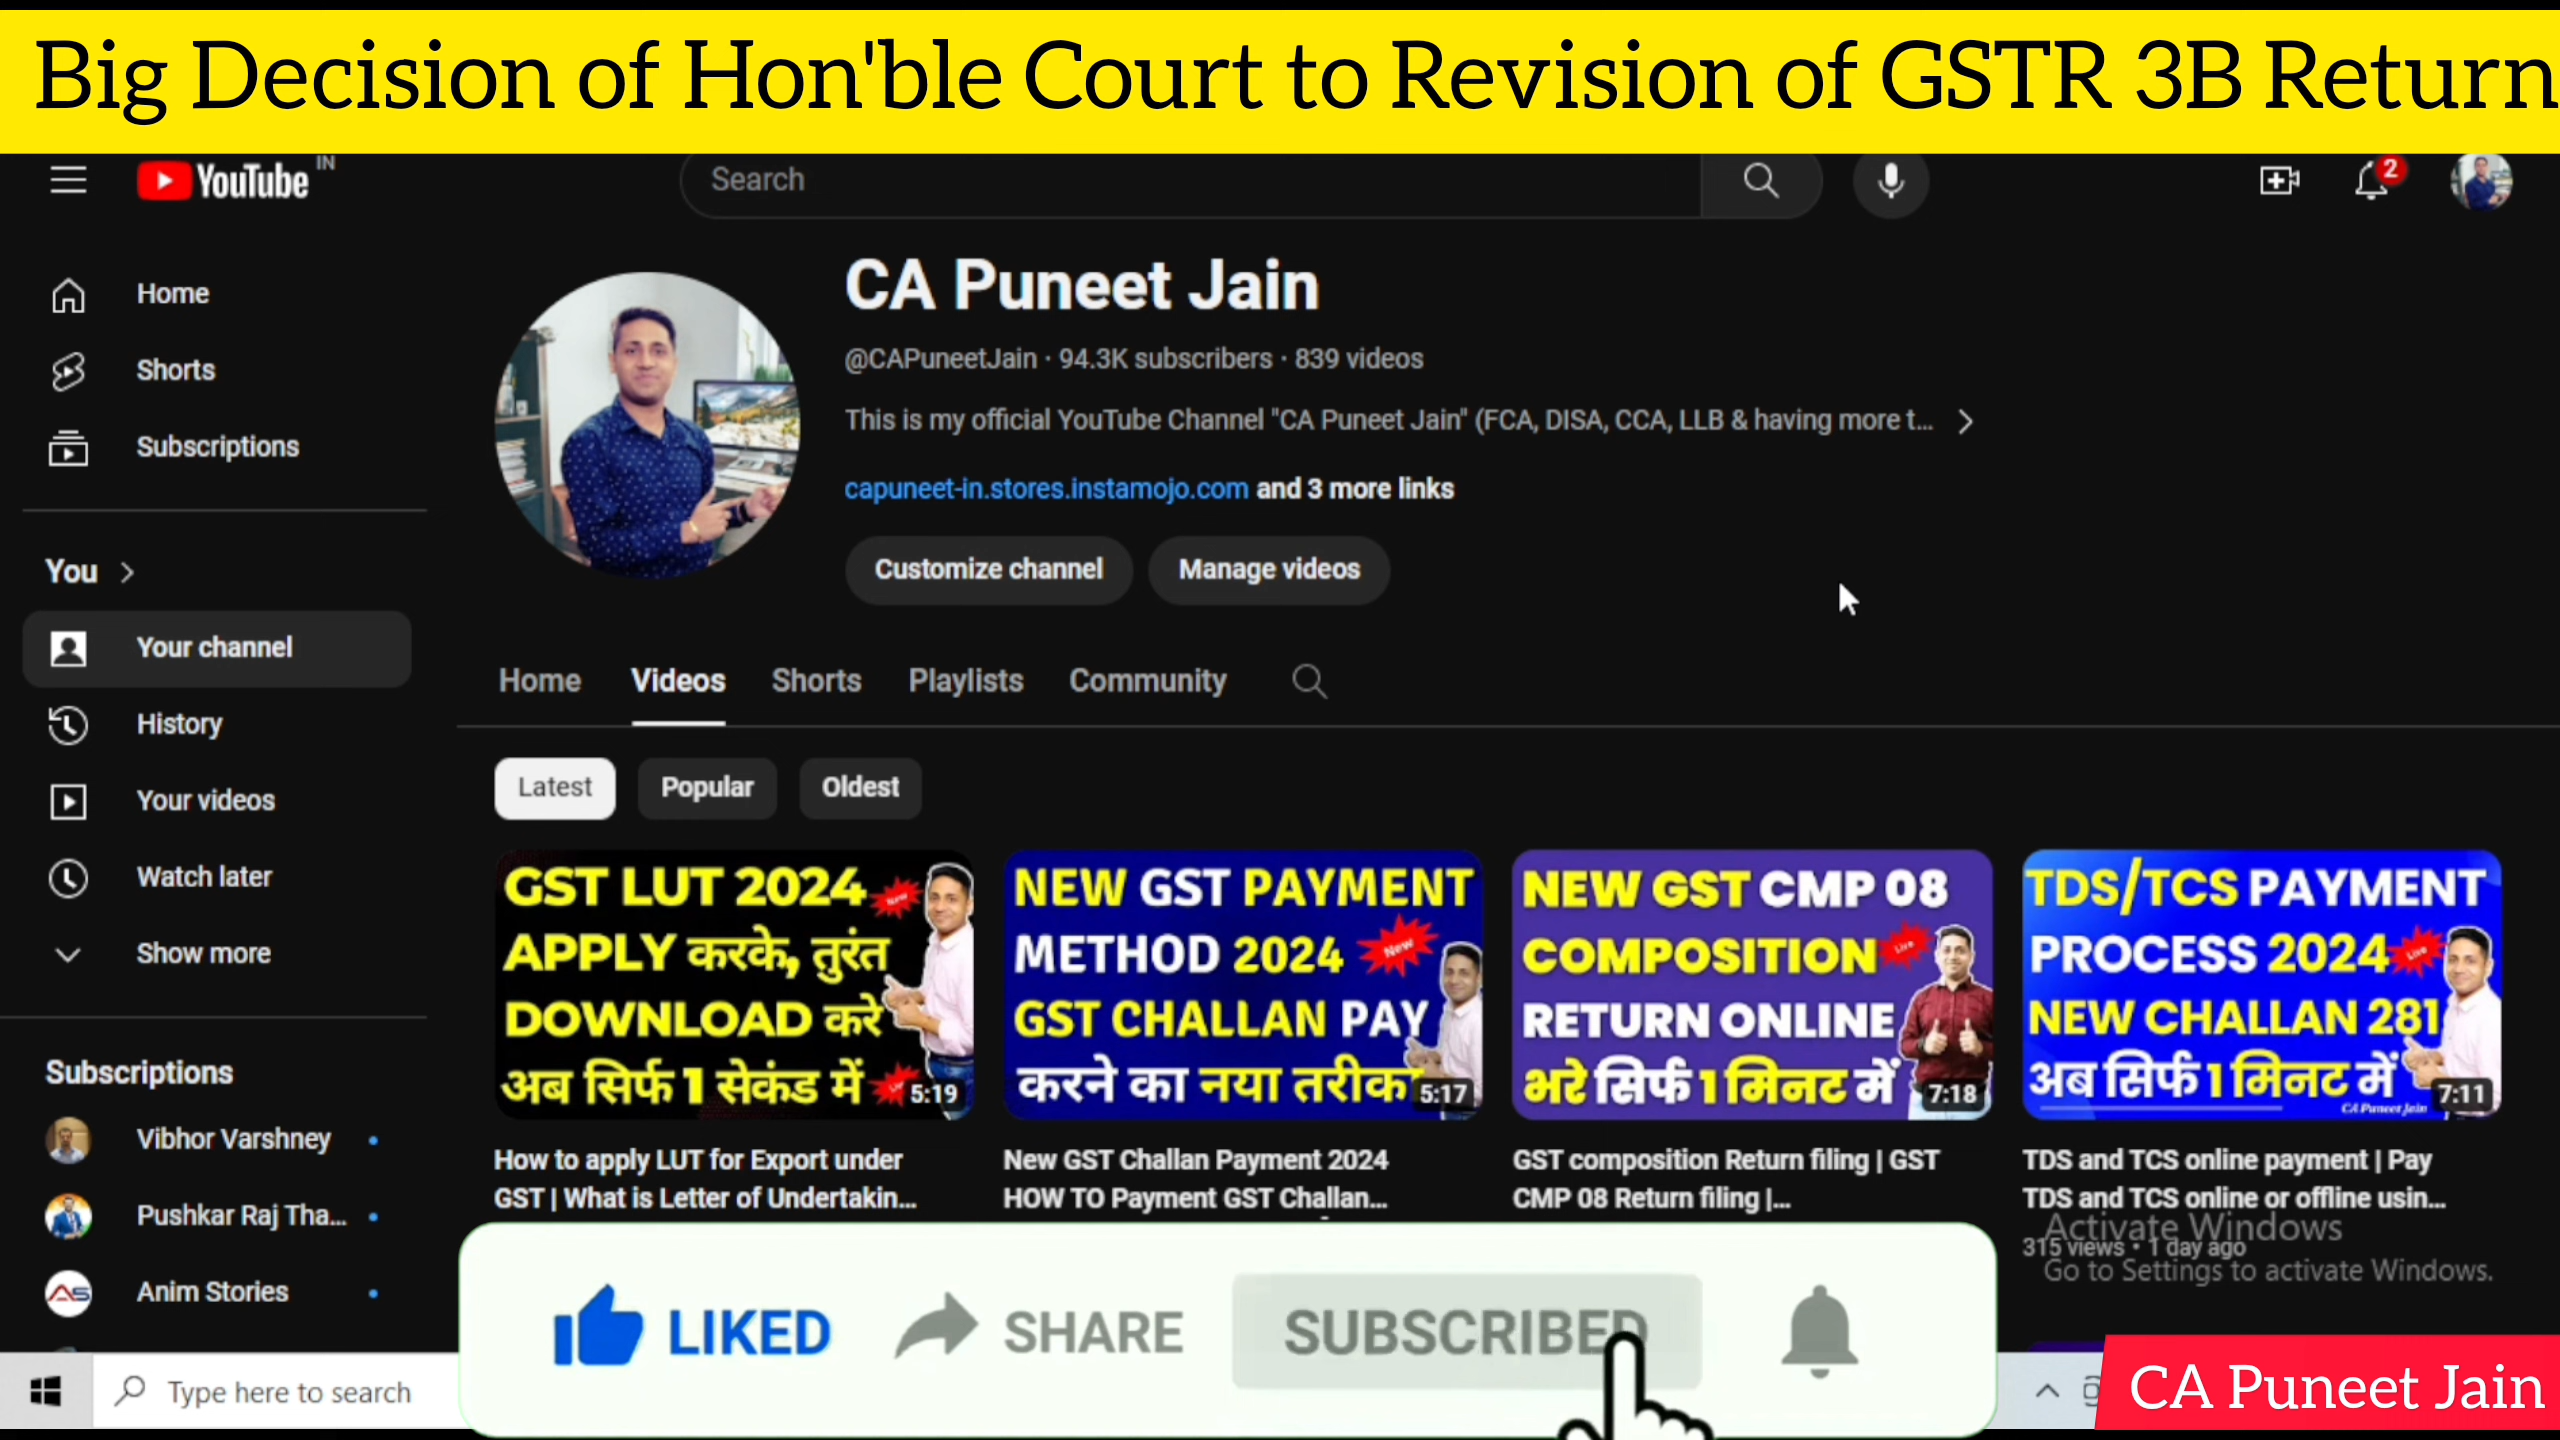 Big Decision of Hon'ble Court to Revision of GSTR 3B Return
YouTube IN
Search
2
Home
Shorts
Subscriptions
You
Your channel
History
Your videos
Watch later
Show more
Subscriptions
Vibhor Varshney
Pushkar Raj Tha...
Anim Stories
CA Puneet Jain
@CAPuneetJain · 94.3K subscribers · 839 videos
This is my official YouTube Channel "CA Puneet Jain" (FCA, DISA, CCA, LLB & having more t...
capuneet-in.stores.instamojo.com and 3 more links
Customize channel
Manage videos
Home Videos Shorts Playlists Community
Latest Popular Oldest
GST LUT 2024 New
APPLY करके, तुरंत
DOWNLOAD करे
अब सिर्फ 1 सेकंड में
5:19
How to apply LUT for Export under
GST | What is Letter of Undertakin...
NEW GST PAYMENT
METHOD 2024 New
GST CHALLAN PAY
करने का नया तरीका
5:17
New GST Challan Payment 2024
HOW TO Payment GST Challan...
NEW GST CMP 08
COMPOSITION Live
RETURN ONLINE
भरे सिर्फ 1 मिनट में
7:18
GST composition Return filing | GST
CMP 08 Return filing |...
TDS/TCS PAYMENT
PROCESS 2024 Live
NEW CHALLAN 281
अब सिर्फ 1 मिनट में
CA Puneet Jain
7:11
TDS and TCS online payment | Pay
TDS and TCS online or offline usin...
315 views • 1 day ago
Activate Windows
Go to Settings to activate Windows.
LIKED SHARE SUBSCRIBED
Type here to search
CA Puneet Jain